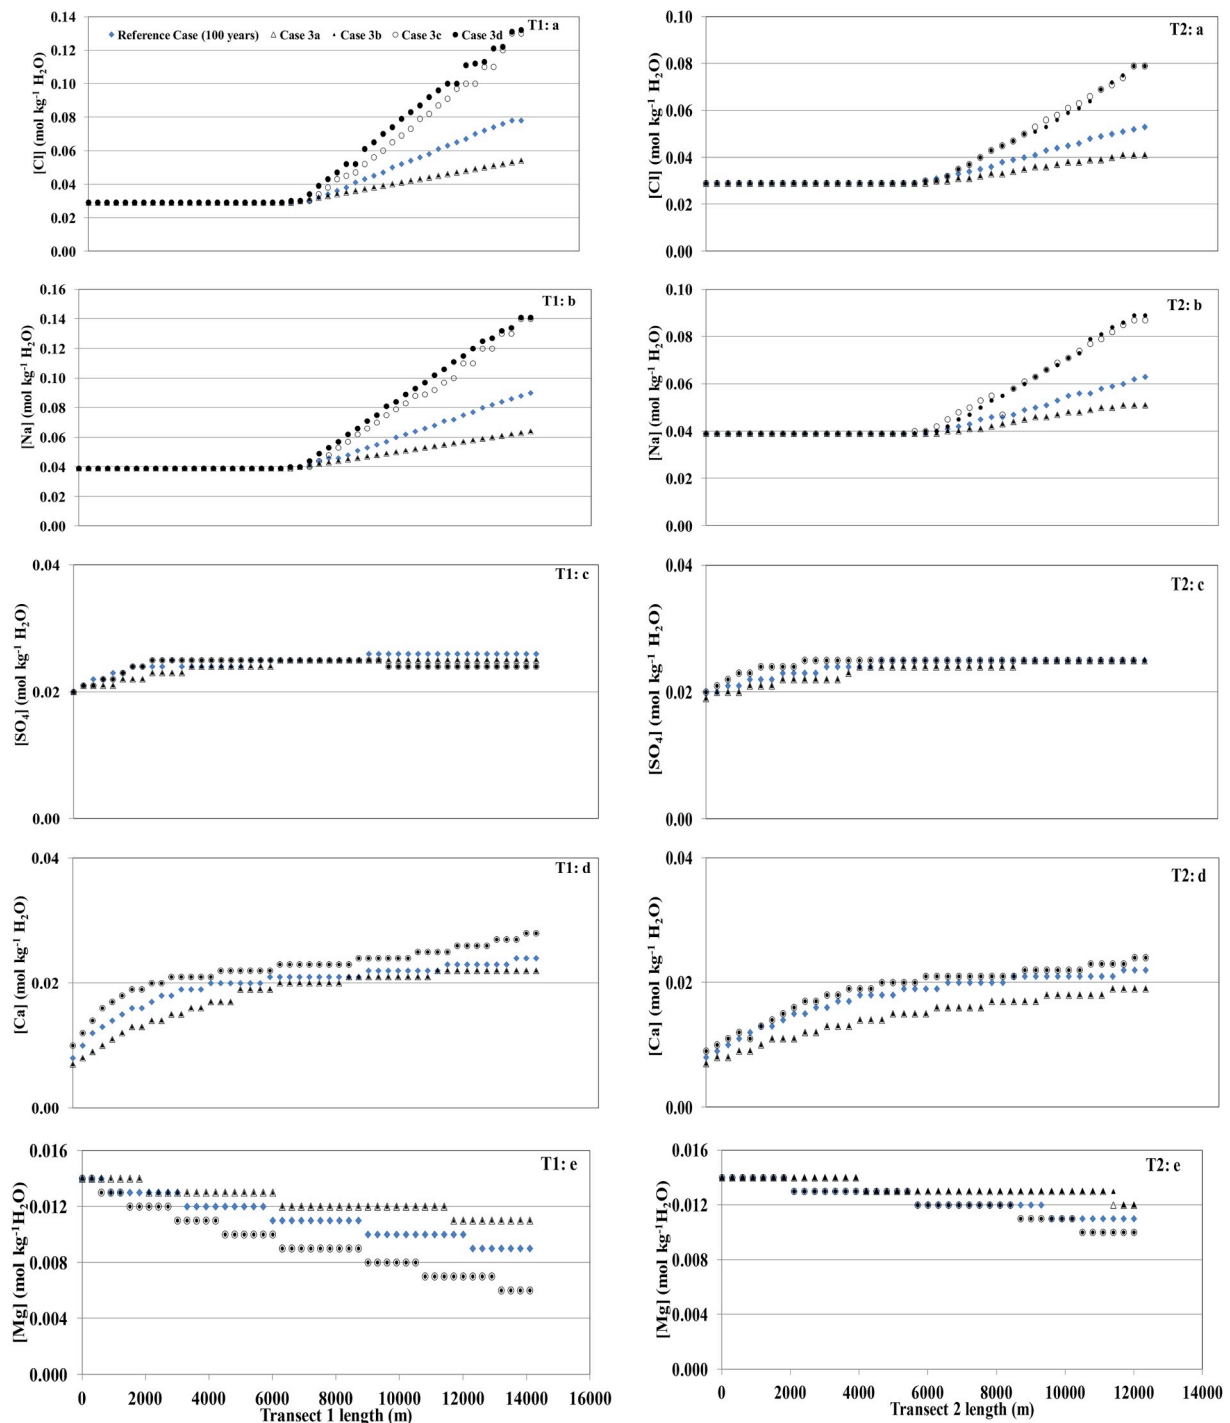 T1: a
◆ Reference Case (100 years) △ Case 3a ▲ Case 3b ○ Case 3c ● Case 3d
[Cl] (mol kg⁻¹ H₂O)
0.14
0.12
0.10
0.08
0.06
0.04
0.02
0.00
T2: a
[Cl] (mol kg⁻¹ H₂O)
0.10
0.08
0.06
0.04
0.02
0.00
T1: b
[Na] (mol kg⁻¹ H₂O)
0.16
0.14
0.12
0.10
0.08
0.06
0.04
0.02
0.00
T2: b
[Na] (mol kg⁻¹ H₂O)
0.10
0.08
0.06
0.04
0.02
0.00
T1: c
[SO₄] (mol kg⁻¹ H₂O)
0.04
0.02
0.00
T2: c
[SO₄] (mol kg⁻¹ H₂O)
0.04
0.02
0.00
T1: d
[Ca] (mol kg⁻¹ H₂O)
0.04
0.02
0.00
T2: d
[Ca] (mol kg⁻¹ H₂O)
0.04
0.02
0.00
T1: e
[Mg] (mol kg⁻¹H₂O)
0.016
0.012
0.008
0.004
0.000
0 2000 4000 6000 8000 10000 12000 14000 16000
Transect 1 length (m)
T2: e
[Mg] (mol kg⁻¹H₂O)
0.016
0.012
0.008
0.004
0.000
0 2000 4000 6000 8000 10000 12000 14000
Transect 2 length (m)